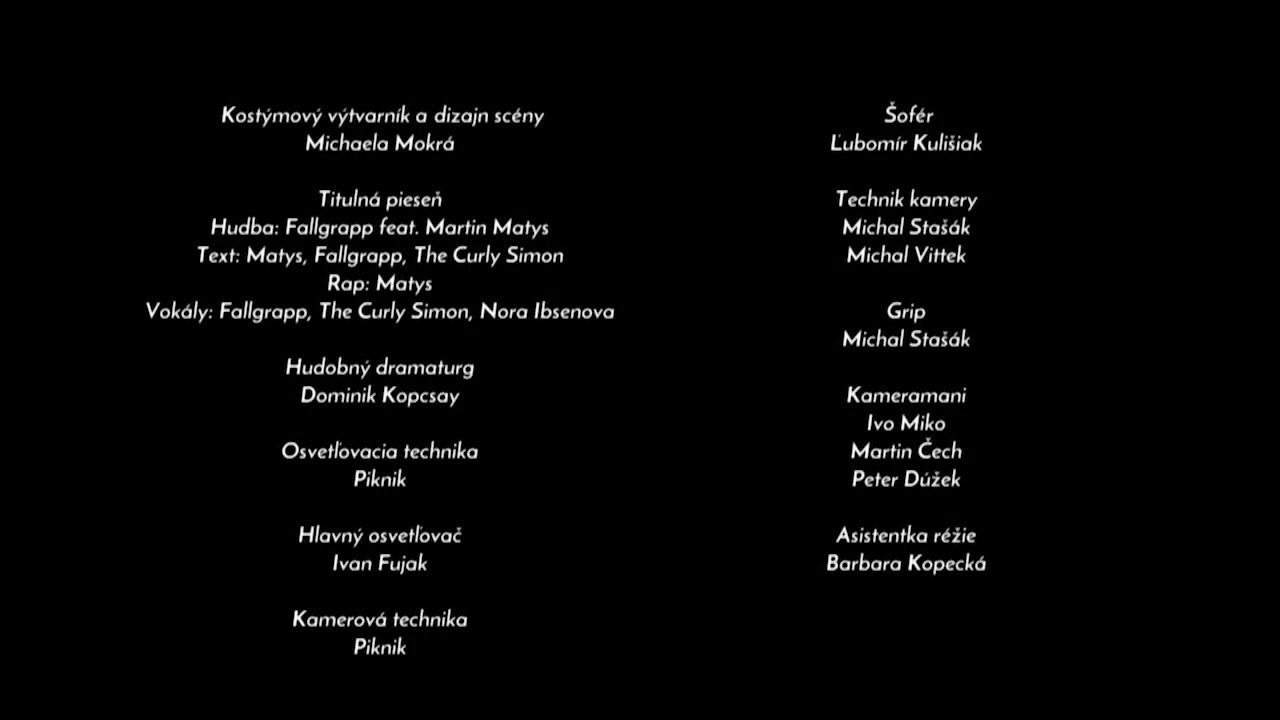 Kostýmový výtvarník a dizajn scény
Michaela Mokrá
Titulná pieseň
Hudba: Fallgrapp feat. Martin Matys
Text: Matys, Fallgrapp, The Curly Simon
Rap: Matys
Vokály: Fallgrapp, The Curly Simon, Nora Ibsenova
Hudobný dramaturg
Dominik Kopcsay
Osvetľovacia technika
Piknik
Hlavný osvetľovač
Ivan Fujak
Kamerová technika
Piknik
Šofér
Ľubomír Kulišiak
Technik kamery
Michal Stašák
Michal Vittek
Grip
Michal Stašák
Kameramani
Ivo Miko
Martin Čech
Peter Dúžek
Asistentka réžie
Barbara Kopecká